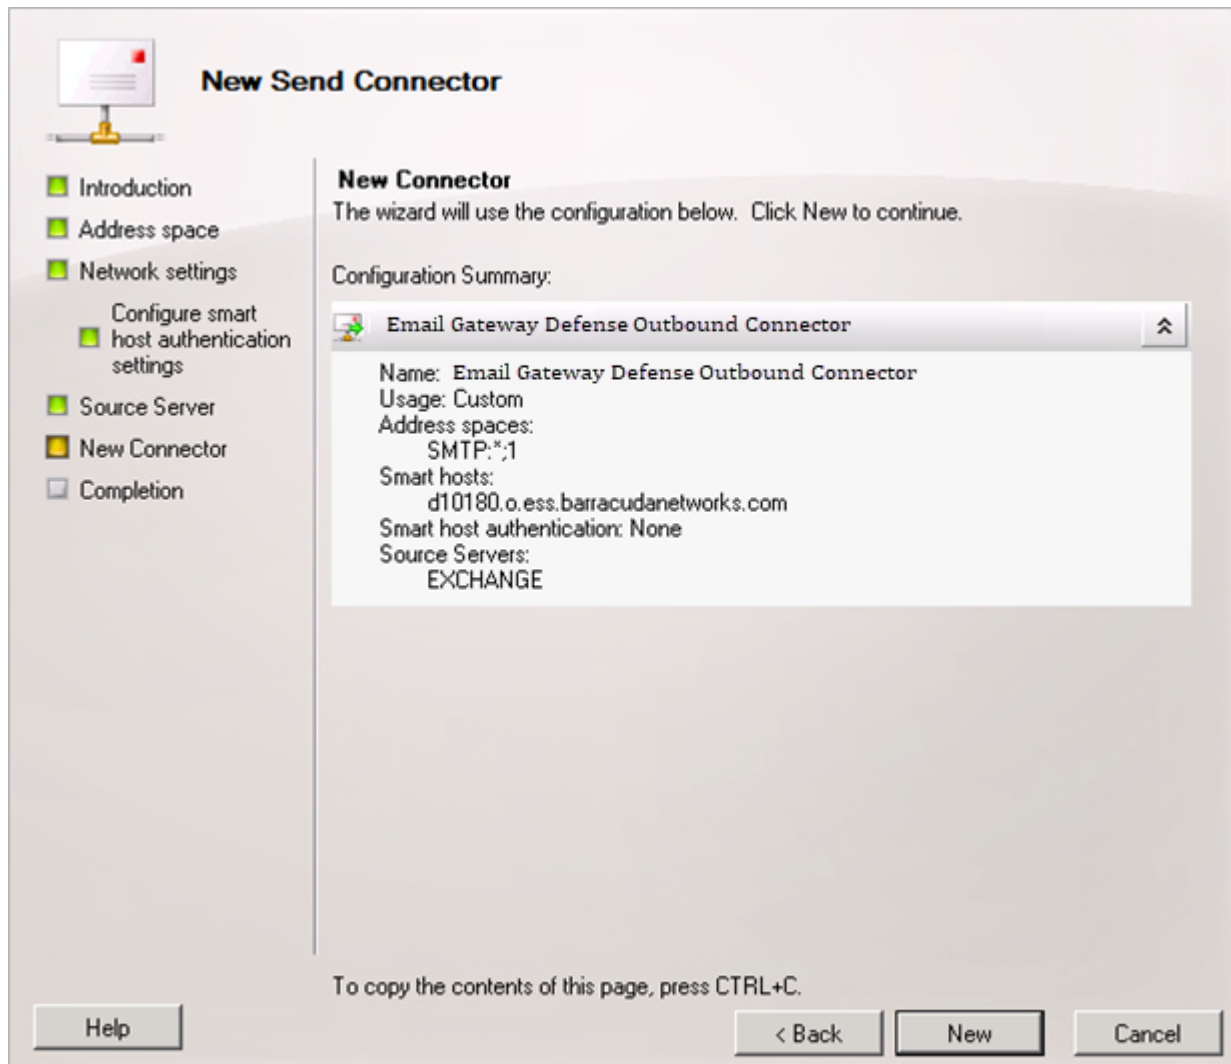 New Send Connector
Introduction
Address space
Network settings
Configure smart
host authentication
settings
Source Server
New Connector
Completion
New Connector
The wizard will use the configuration below. Click New to continue.
Configuration Summary:
Email Gateway Defense Outbound Connector
Name: Email Gateway Defense Outbound Connector
Usage: Custom
Address spaces:
SMTP:*;1
Smart hosts:
d10180.o.ess.barracudanetworks.com
Smart host authentication: None
Source Servers:
EXCHANGE
To copy the contents of this page, press CTRL+C.
Help
< Back
New
Cancel